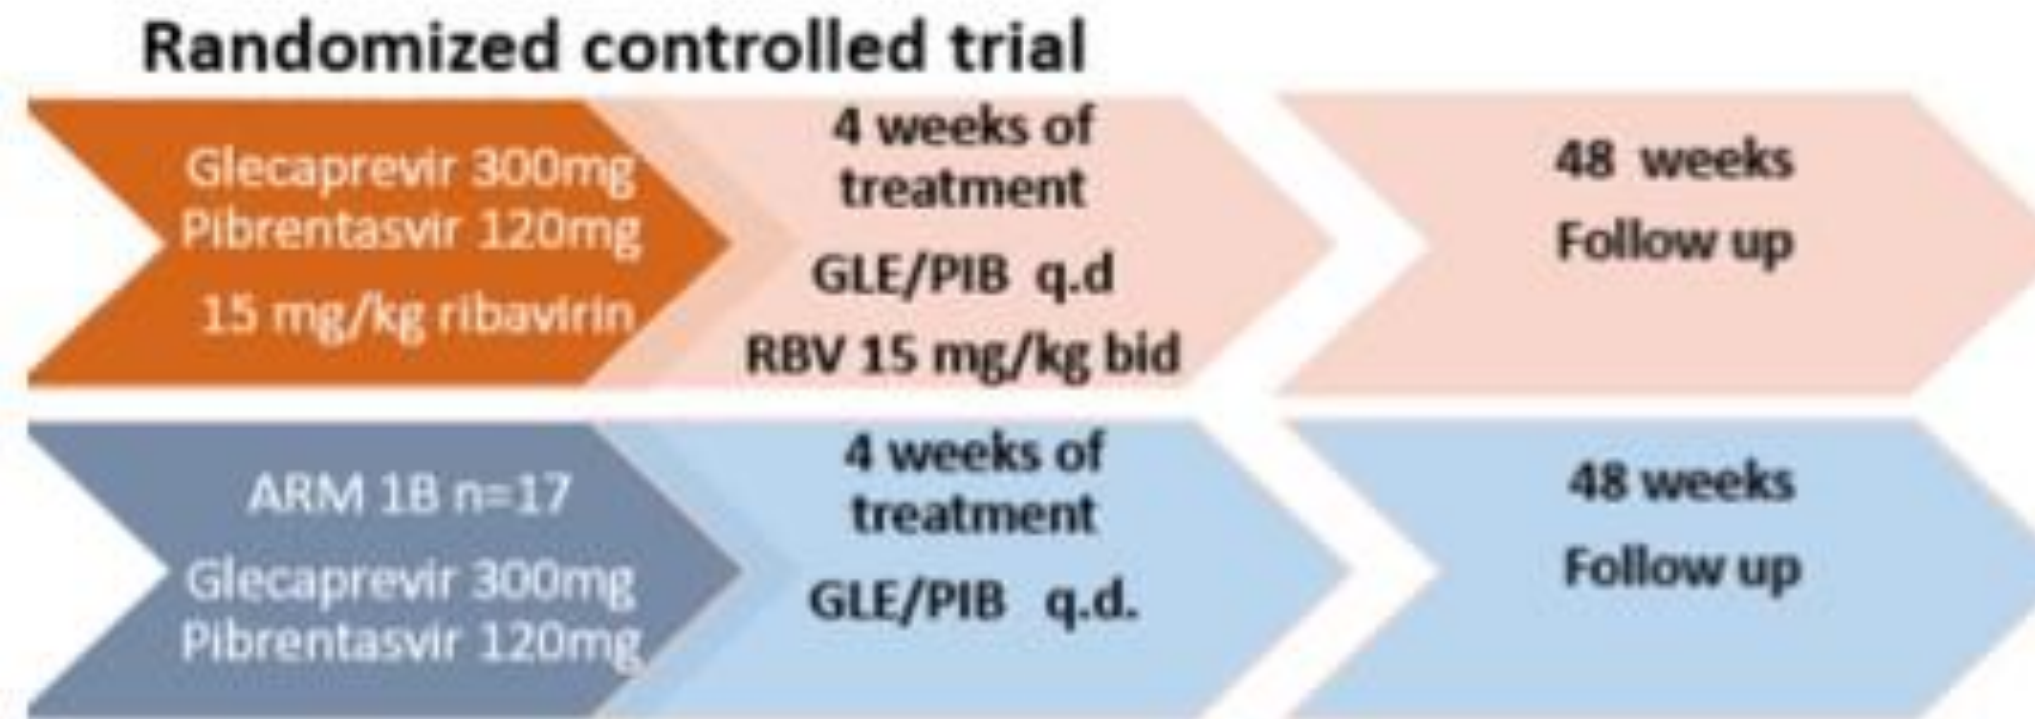 Randomized controlled trial
Glecaprevir 300mg
Pibrentasvir 120mg
15 mg/kg ribavirin
4 weeks of
treatment
GLE/PIB q.d
RBV 15 mg/kg bid
48 weeks
Follow up
ARM 1B n=17
Glecaprevir 300mg
Pibrentasvir 120mg
4 weeks of
treatment
GLE/PIB q.d.
48 weeks
Follow up